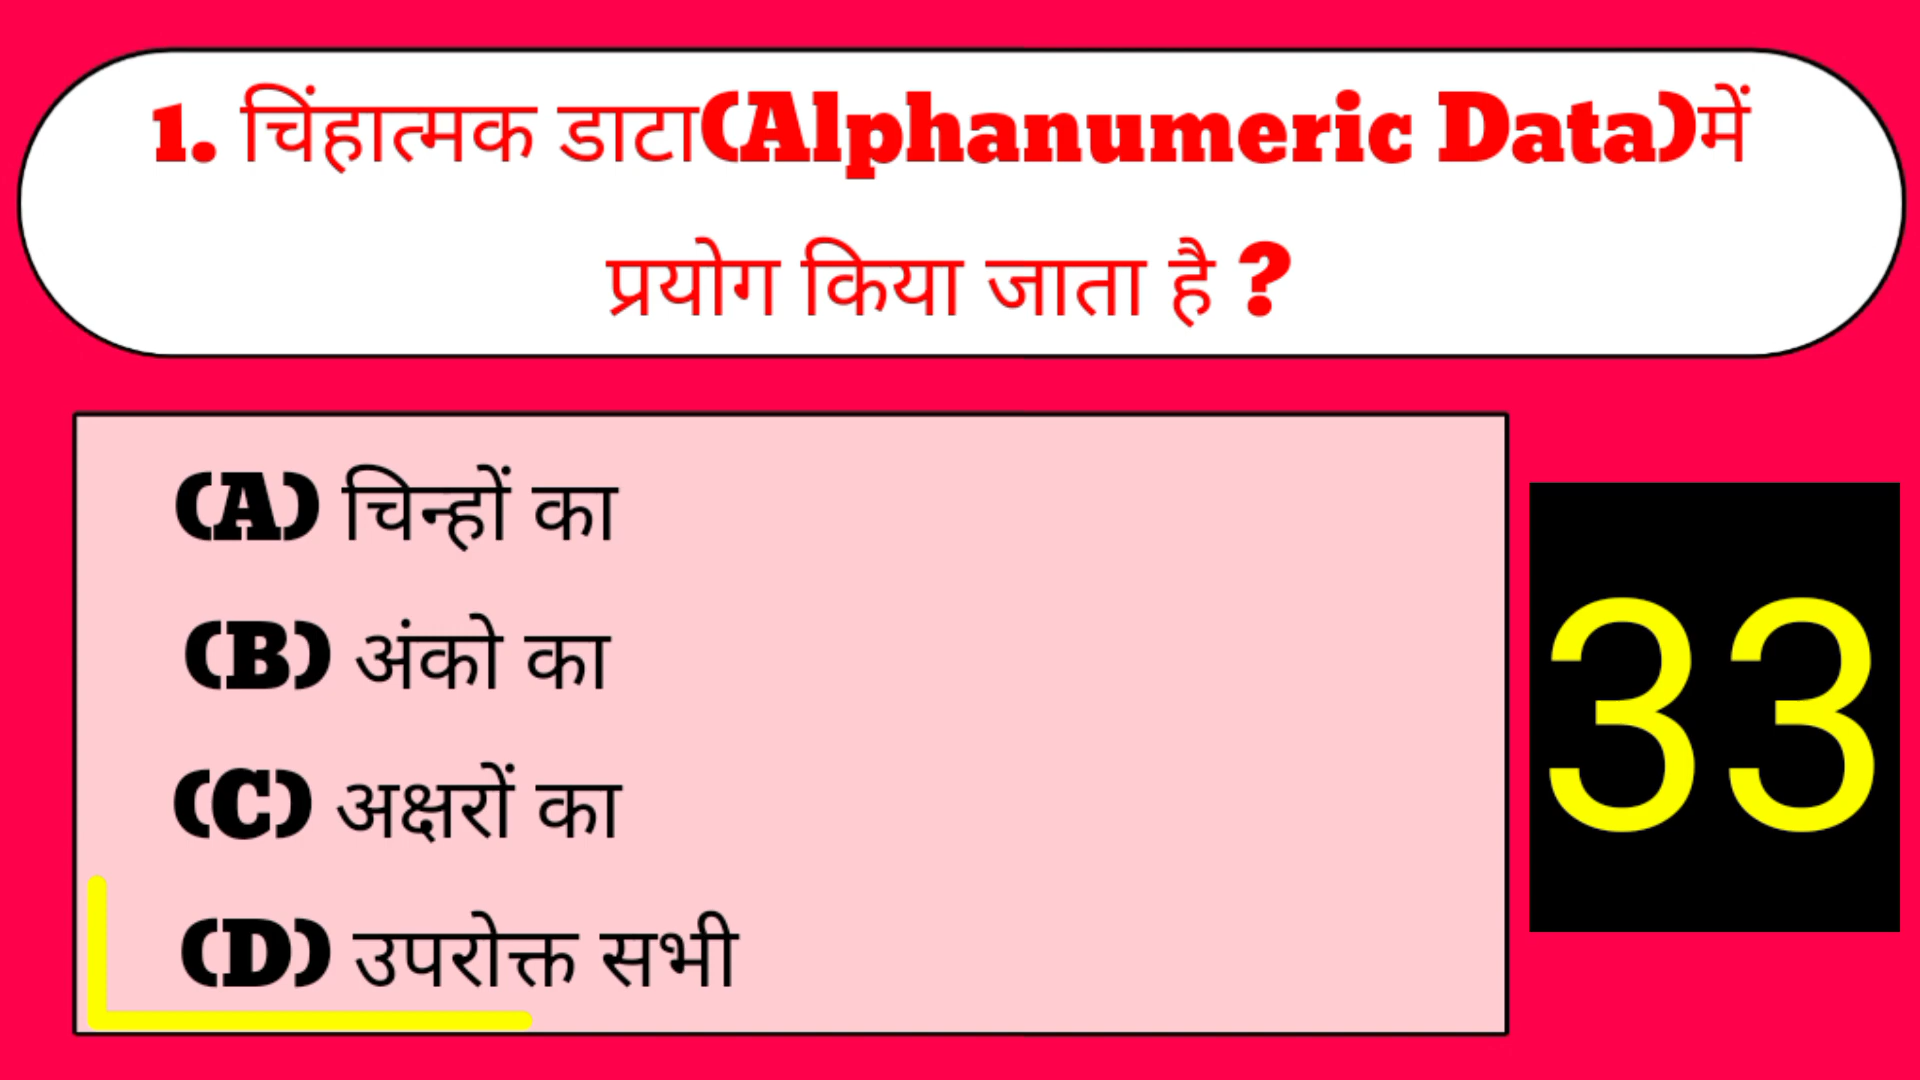 1. चिंहात्मक डाटा(Alphanumeric Data)में
प्रयोग किया जाता है ?
(A) चिन्हों का
(B) अंको का
(C) अक्षरों का
(D) उपरोक्त सभी
33